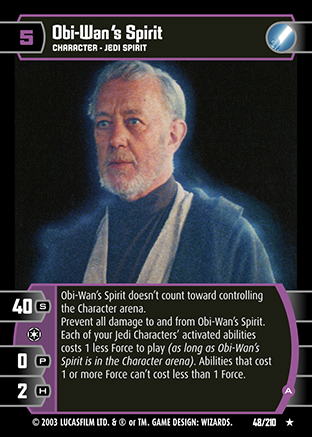 5
Obi-Wan's Spirit
CHARACTER - JEDI SPIRIT
40 S
Obi-Wan's Spirit doesn't count toward controlling
the Character arena.
Prevent all damage to and from Obi-Wan's Spirit.
Each of your Jedi Characters' activated abilities
costs 1 less Force to play (as long as Obi-Wan's
Spirit is in the Character arena). Abilities that cost
1 or more Force can't cost less than 1 Force.
0 P
2 H
A
© 2003 LUCASFILM LTD. & ® or TM. GAME DESIGN: WIZARDS.
48/210 ★